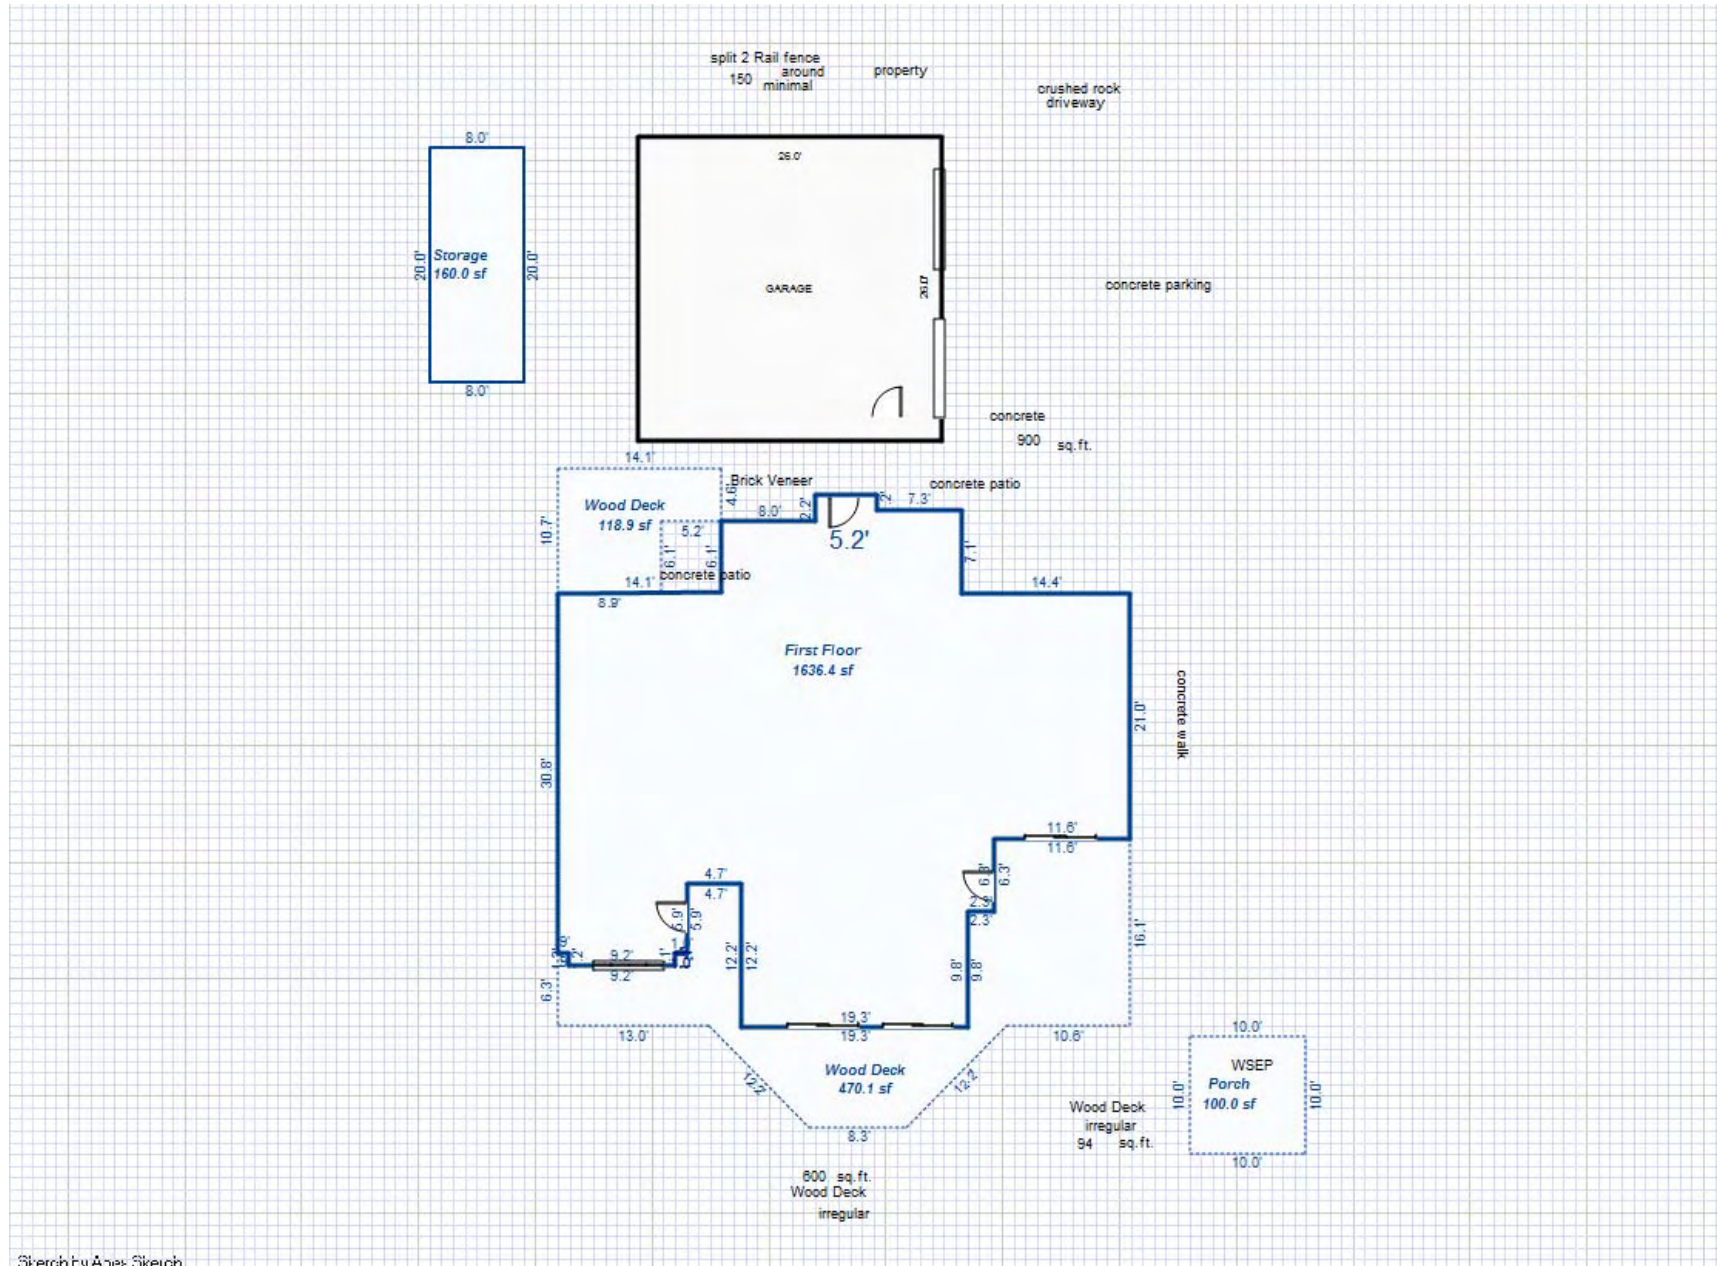 split 2 Rail fence
around property
150 minimal
crushed rock
driveway
8.0'
26.0'
Storage
160.0 sf
20.0'
20.0'
GARAGE
26.0'
concrete parking
8.0'
concrete
900 sq.ft.
14.1'
Brick Veneer
concrete patio
4.6'
8.0'
2.2'
2'
7.3'
Wood Deck
118.9 sf
10.7'
5.2'
5.2'
6.1'
6.1'
7.1'
concrete patio
14.1'
14.4'
8.9'
First Floor
1636.4 sf
21.0'
concrete walk
30.8'
11.6'
11.6'
4.7'
4.7'
6.3'
6.3'
2.3'
2.3'
5.9'
5.9'
12.2'
12.2'
9.8'
9.8'
16.1'
9.2'
9.2'
6.3'
19.3'
19.3'
13.0'
10.6'
12.2'
12.2'
Wood Deck
470.1 sf
8.3'
10.0'
WSEP
Porch
100.0 sf
10.0'
10.0'
10.0'
Wood Deck
irregular
94 sq.ft.
600 sq.ft.
Wood Deck
irregular
Sketch by Apex Sketch